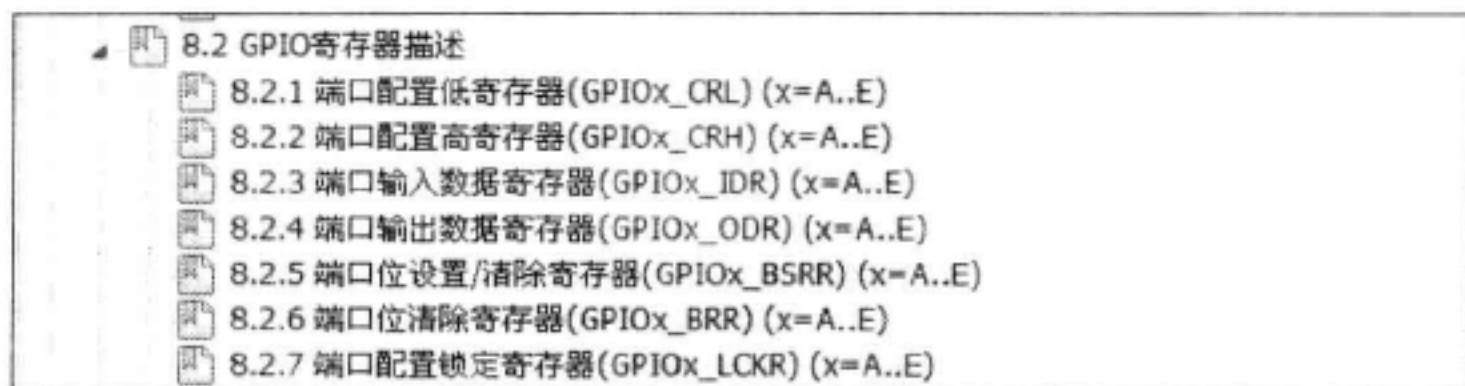 8.2 GPIO寄存器描述
8.2.1 端口配置低寄存器(GPIOx_CRL) (x=A..E)
8.2.2 端口配置高寄存器(GPIOx_CRH) (x=A..E)
8.2.3 端口输入数据寄存器(GPIOx_IDR) (x=A..E)
8.2.4 端口输出数据寄存器(GPIOx_ODR) (x=A..E)
8.2.5 端口位设置/清除寄存器(GPIOx_BSRR) (x=A..E)
8.2.6 端口位清除寄存器(GPIOx_BRR) (x=A..E)
8.2.7 端口配置锁定寄存器(GPIOx_LCKR) (x=A..E)